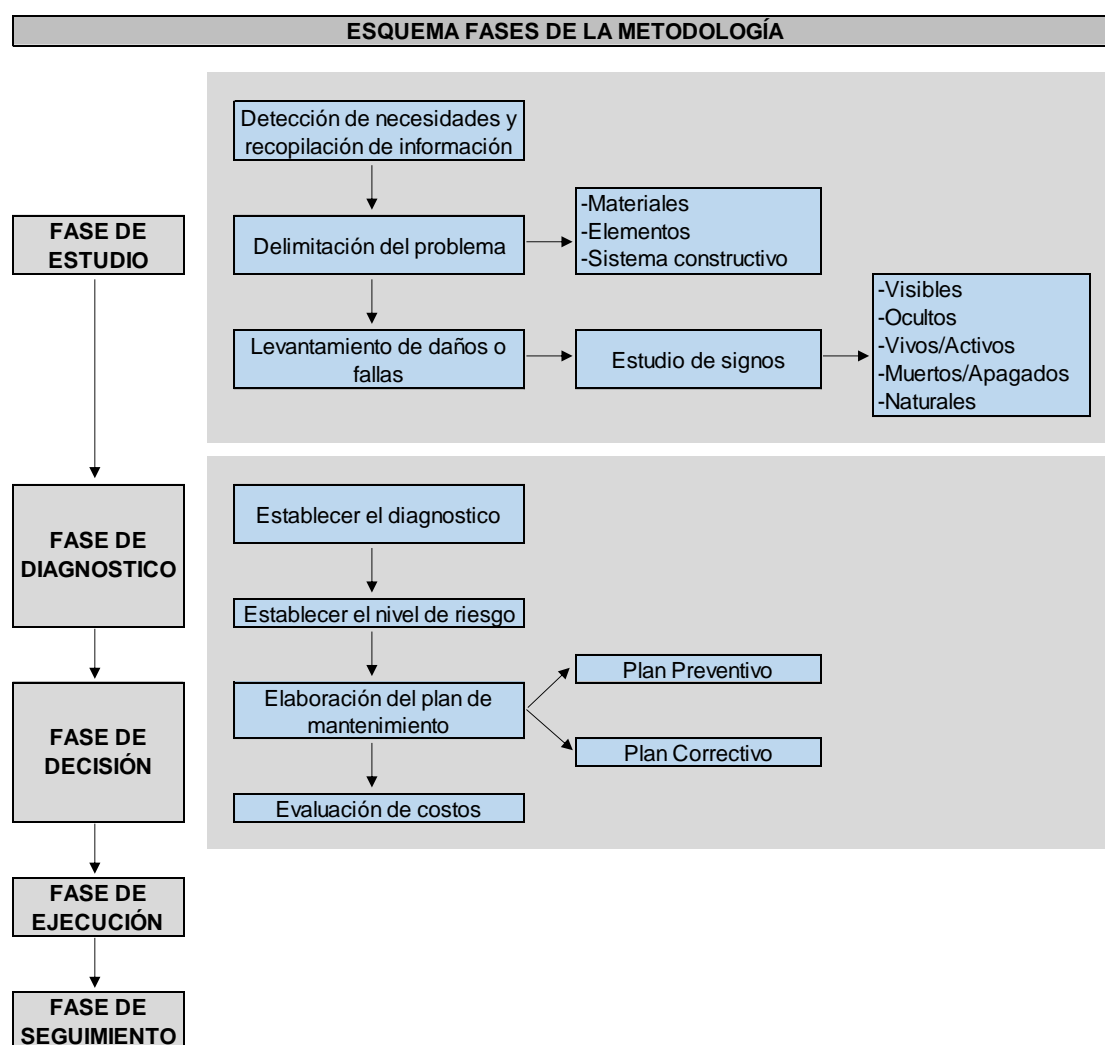 ESQUEMA FASES DE LA METODOLOGÍA
Detección de necesidades y
recopilación de información
FASE DE
ESTUDIO
Delimitación del problema
-Materiales
-Elementos
-Sistema constructivo
Levantamiento de daños o
fallas
Estudio de signos
-Visibles
-Ocultos
-Vivos/Activos
-Muertos/Apagados
-Naturales
FASE DE
DIAGNOSTICO
Establecer el diagnostico
Establecer el nivel de riesgo
FASE DE
DECISIÓN
Elaboración del plan de
mantenimiento
Plan Preventivo
Plan Correctivo
Evaluación de costos
FASE DE
EJECUCIÓN
FASE DE
SEGUIMIENTO